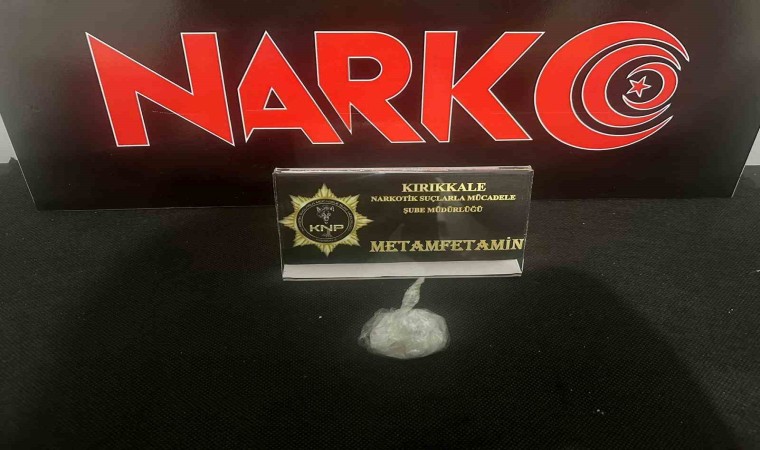 NARKO
KIRIKKALE
NARKOTİK SUÇLARLA MÜCADELE
ŞUBE MÜDÜRLÜĞÜ
KNP
METAMFETAMİN